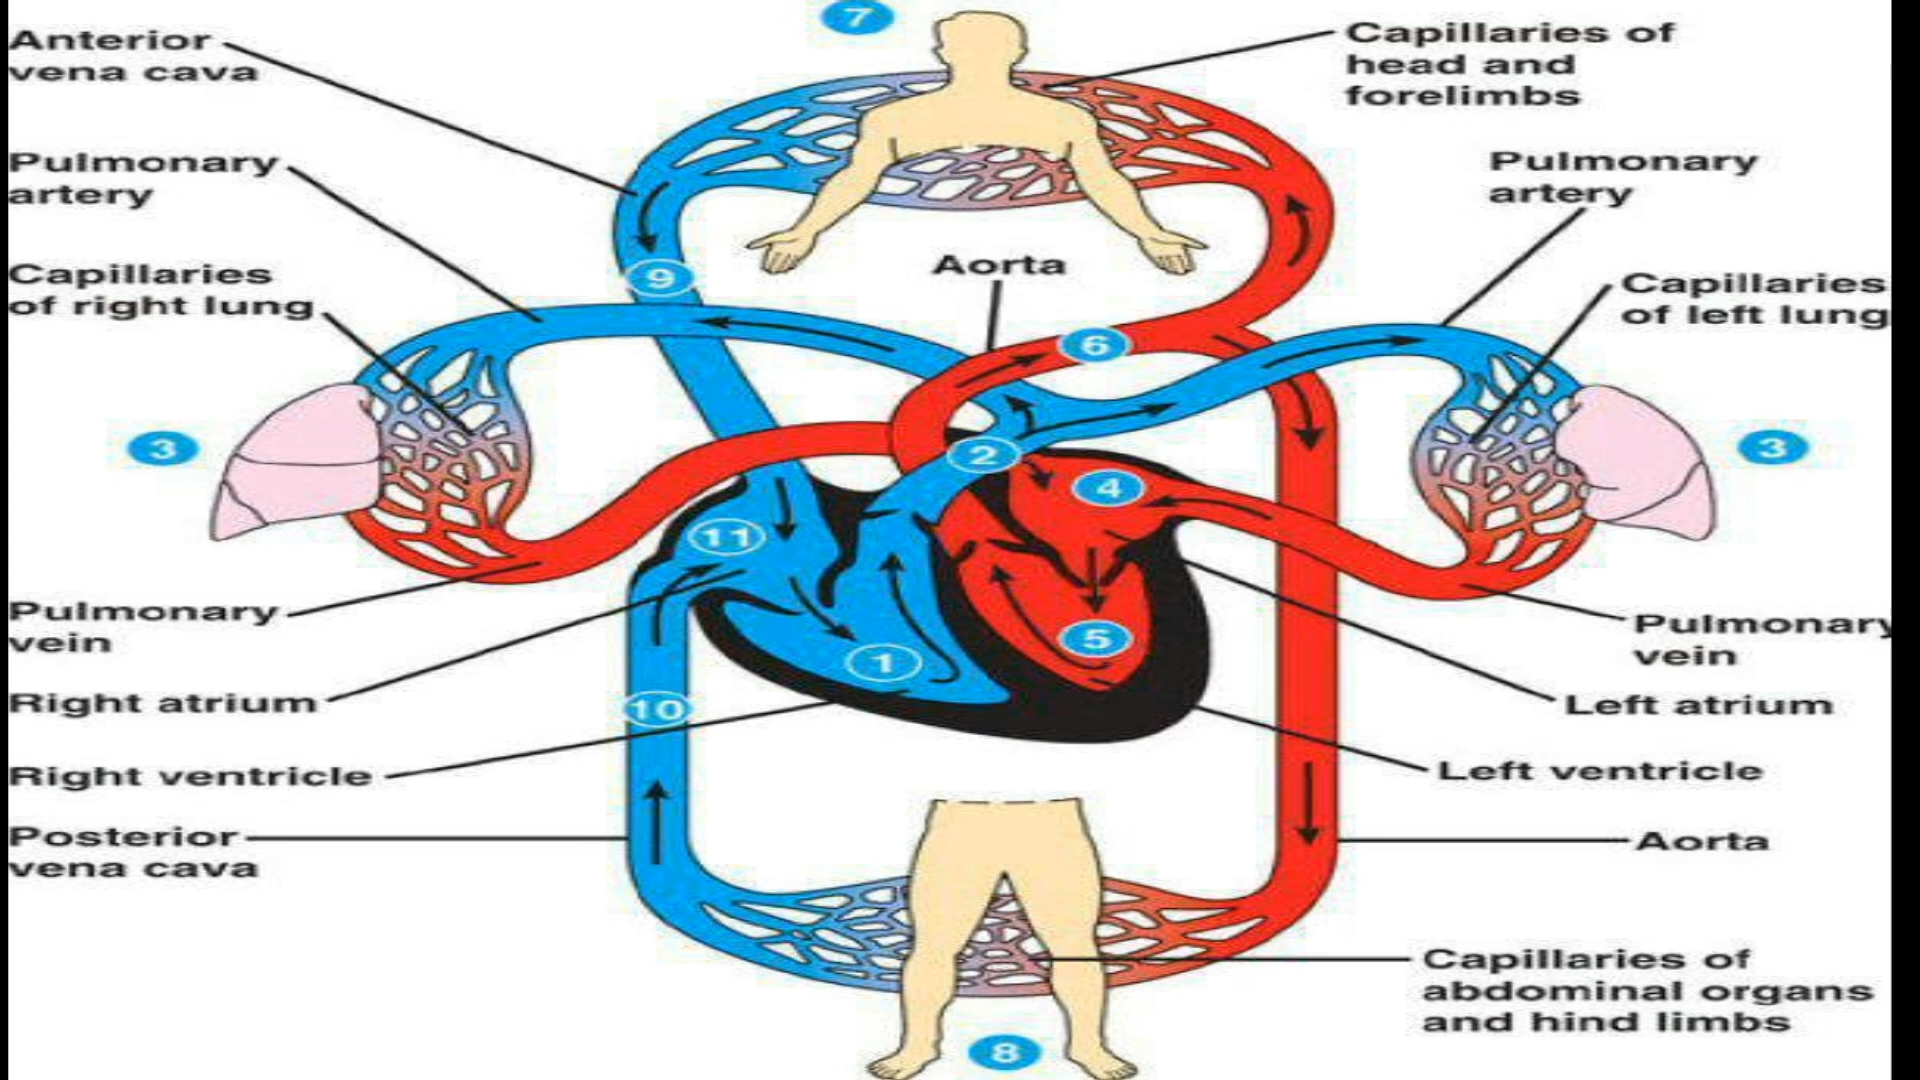 7
Anterior
vena cava
Capillaries of
head and
forelimbs
Pulmonary
artery
Pulmonary
artery
Capillaries
of right lung
Aorta
9
Capillaries
of left lung
6
3
2
3
4
11
Pulmonary
vein
5
1
Pulmonary
vein
Right atrium
10
Left atrium
Right ventricle
Left ventricle
Posterior
vena cava
Aorta
Capillaries of
abdominal organs
and hind limbs
8